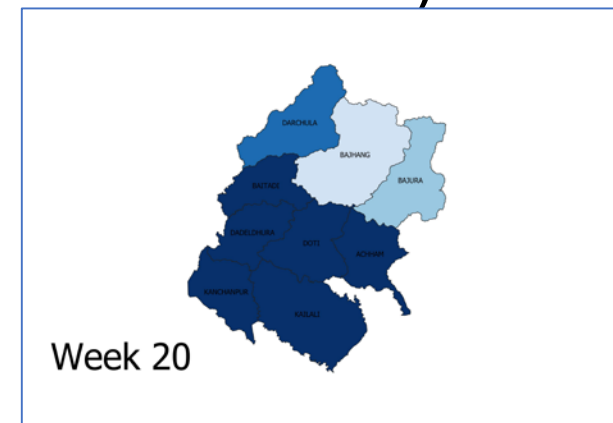 DARCHULA
BAJHANG
BAJURA
BAITADI
DADELDHURA
DOTI
ACHHAM
KANCHANPUR
KAILALI
Week 20